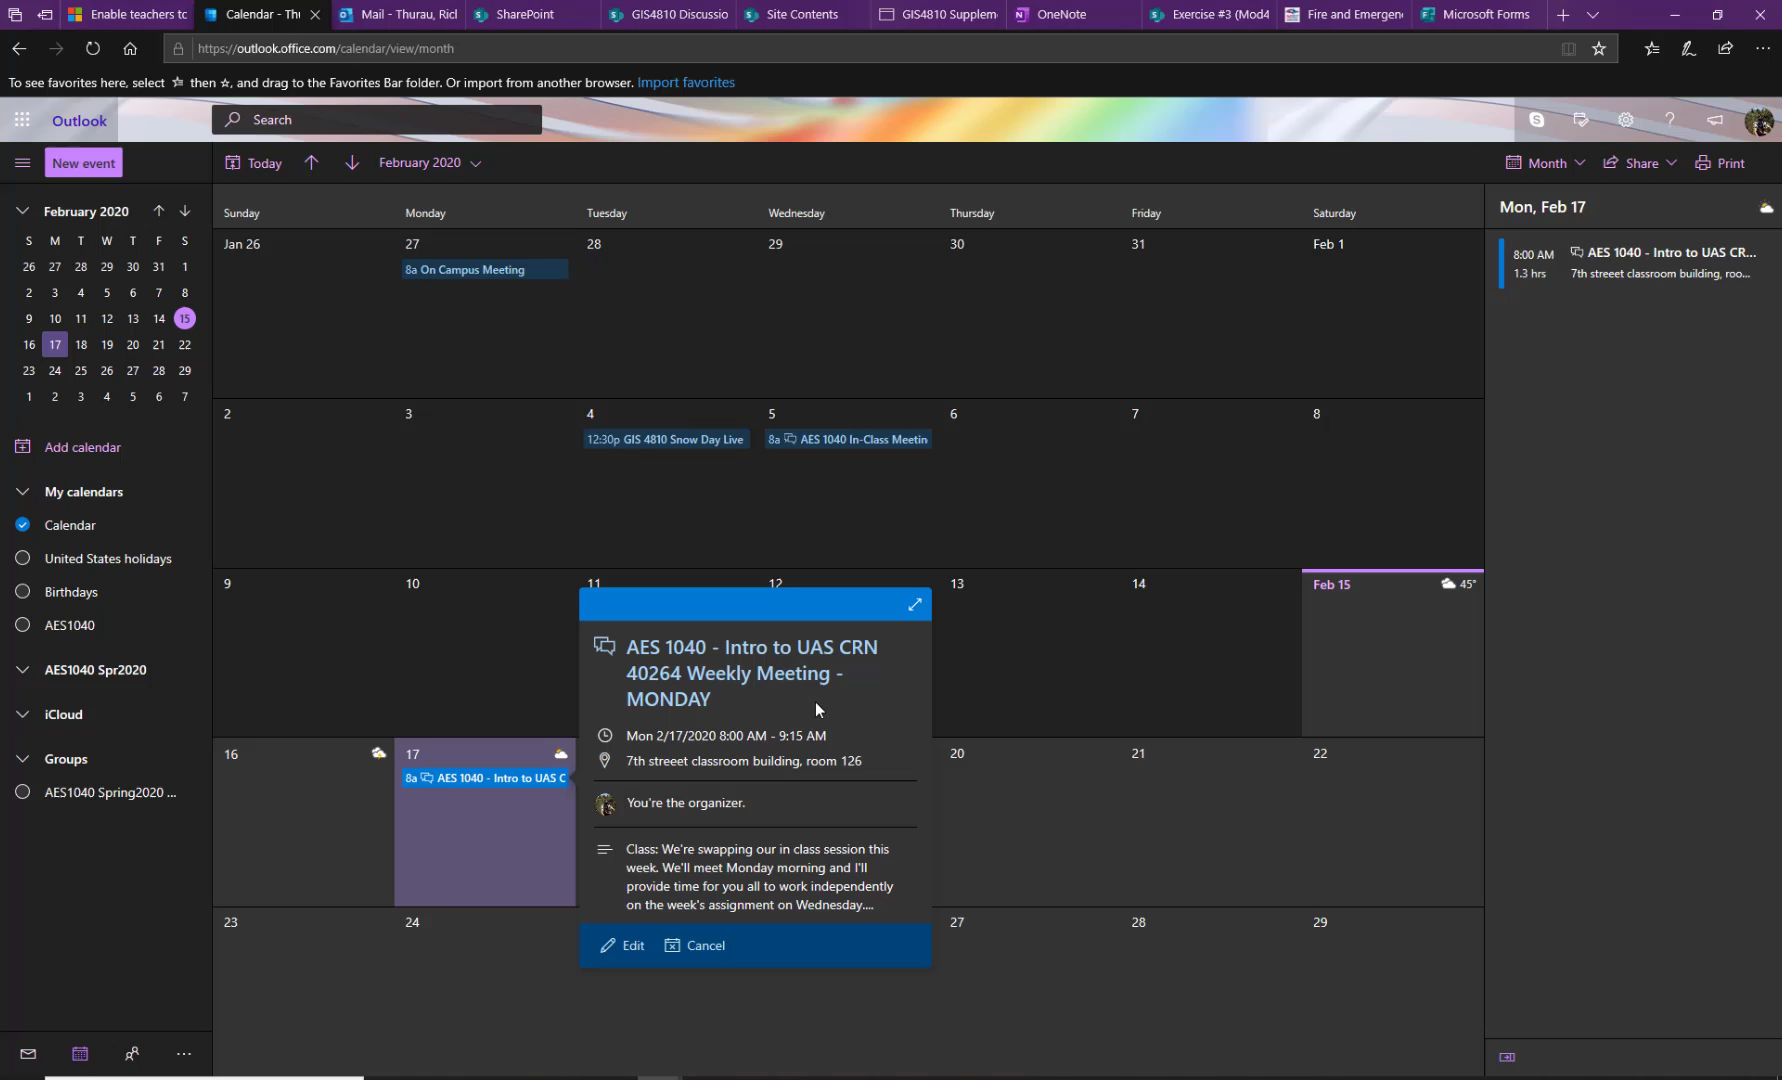 Enable teachers to
Calendar - Thu
Mail - Thurau, Ricl
SharePoint
GIS4810 Discussio
Site Contents
GIS4810 Supplem
OneNote
Exercise #3 (Mod4
Fire and Emergen
Microsoft Forms
https://outlook.office.com/calendar/view/month
To see favorites here, select then, and drag to the Favorites Bar folder. Or import from another browser. Import favorites
Outlook
Search
New event
Today
February 2020
Month
Share
Print
February 2020
S M T W T F S
26 27 28 29 30 31 1
2 3 4 5 6 7 8
9 10 11 12 13 14 15
16 17 18 19 20 21 22
23 24 25 26 27 28 29
1 2 3 4 5 6 7
Add calendar
My calendars
Calendar
United States holidays
Birthdays
AES1040
AES1040 Spr2020
iCloud
Groups
AES1040 Spring2020 ...
Sunday Monday Tuesday Wednesday Thursday Friday Saturday
Jan 26 27 28 29 30 31 Feb 1
8a On Campus Meeting
2 3 4 5 6 7 8
12:30p GIS 4810 Snow Day Live
8a AES 1040 In-Class Meetin
9 10 11 12 13 14 Feb 15 45°
16 17 20 21 22
8a AES 1040 - Intro to UAS C
23 24 27 28 29
AES 1040 - Intro to UAS CRN
40264 Weekly Meeting -
MONDAY
Mon 2/17/2020 8:00 AM - 9:15 AM
7th streeet classroom building, room 126
You're the organizer.
Class: We're swapping our in class session this
week. We'll meet Monday morning and I'll
provide time for you all to work independently
on the week's assignment on Wednesday....
Edit
Cancel
Mon, Feb 17
8:00 AM AES 1040 - Intro to UAS CR...
1.3 hrs 7th streeet classroom building, roo...